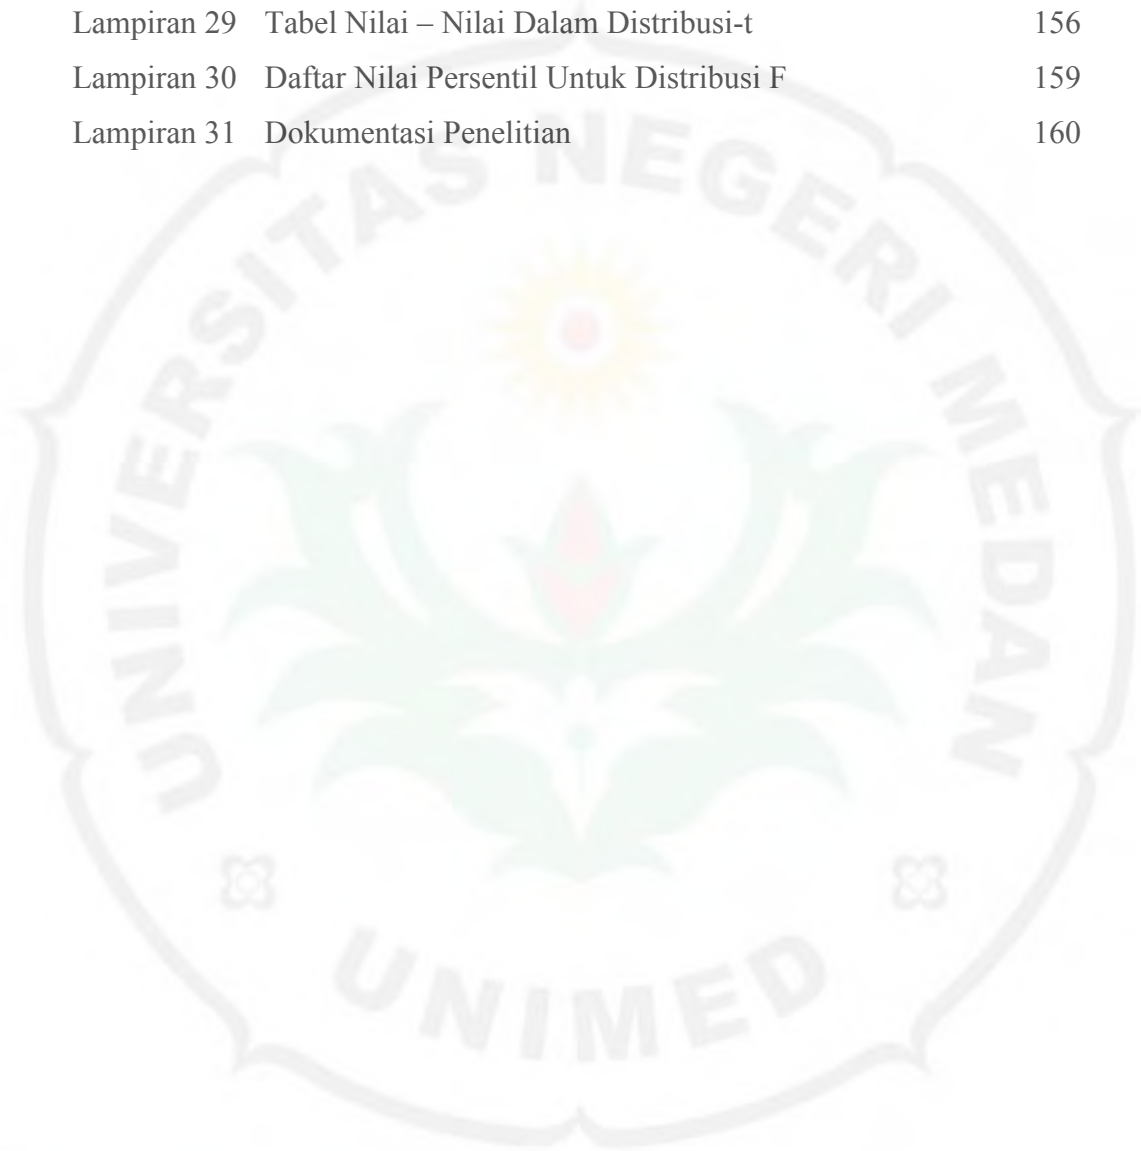 Lampiran 29 Tabel Nilai – Nilai Dalam Distribusi-t 156
Lampiran 30 Daftar Nilai Persentil Untuk Distribusi F 159
Lampiran 31 Dokumentasi Penelitian 160
UNIVERSITAS NEGERI MEDAN
UNIMED